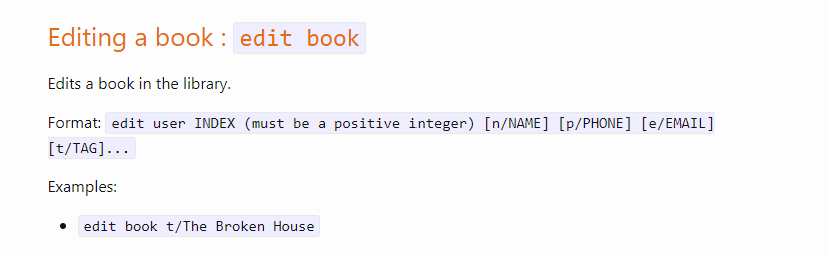 Editing a book : edit book
Edits a book in the library.
Format: edit user INDEX (must be a positive integer) [n/NAME] [p/PHONE] [e/EMAIL]
[t/TAG]...
Examples:
• edit book t/The Broken House